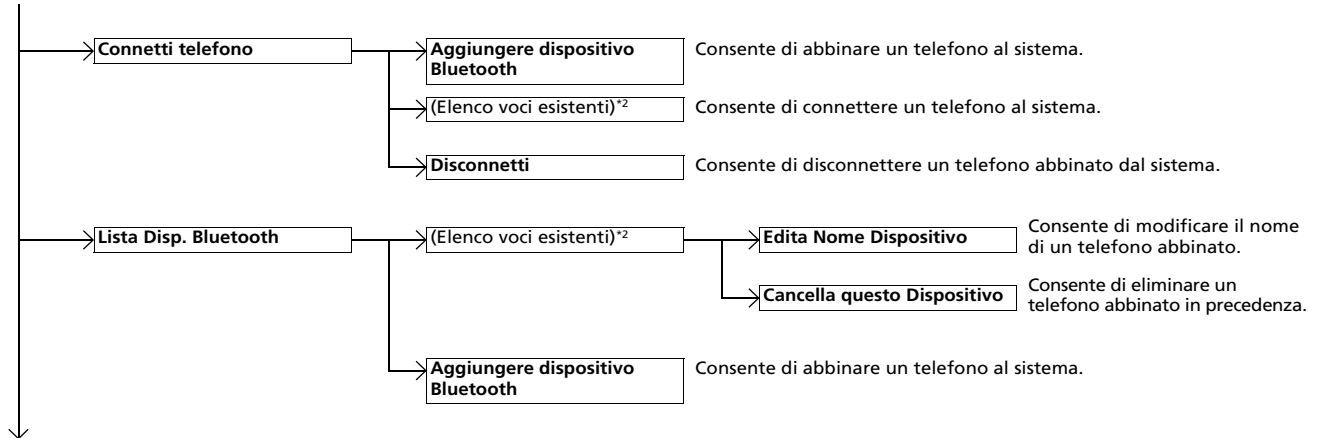 Connetti telefono
Aggiungere dispositivo
Bluetooth
Consente di abbinare un telefono al sistema.
(Elenco voci esistenti)*2
Consente di connettere un telefono al sistema.
Disconnetti
Consente di disconnettere un telefono abbinato dal sistema.
Lista Disp. Bluetooth
(Elenco voci esistenti)*2
Edita Nome Dispositivo
Consente di modificare il nome
di un telefono abbinato.
Cancella questo Dispositivo
Consente di eliminare un
telefono abbinato in precedenza.
Aggiungere dispositivo
Bluetooth
Consente di abbinare un telefono al sistema.